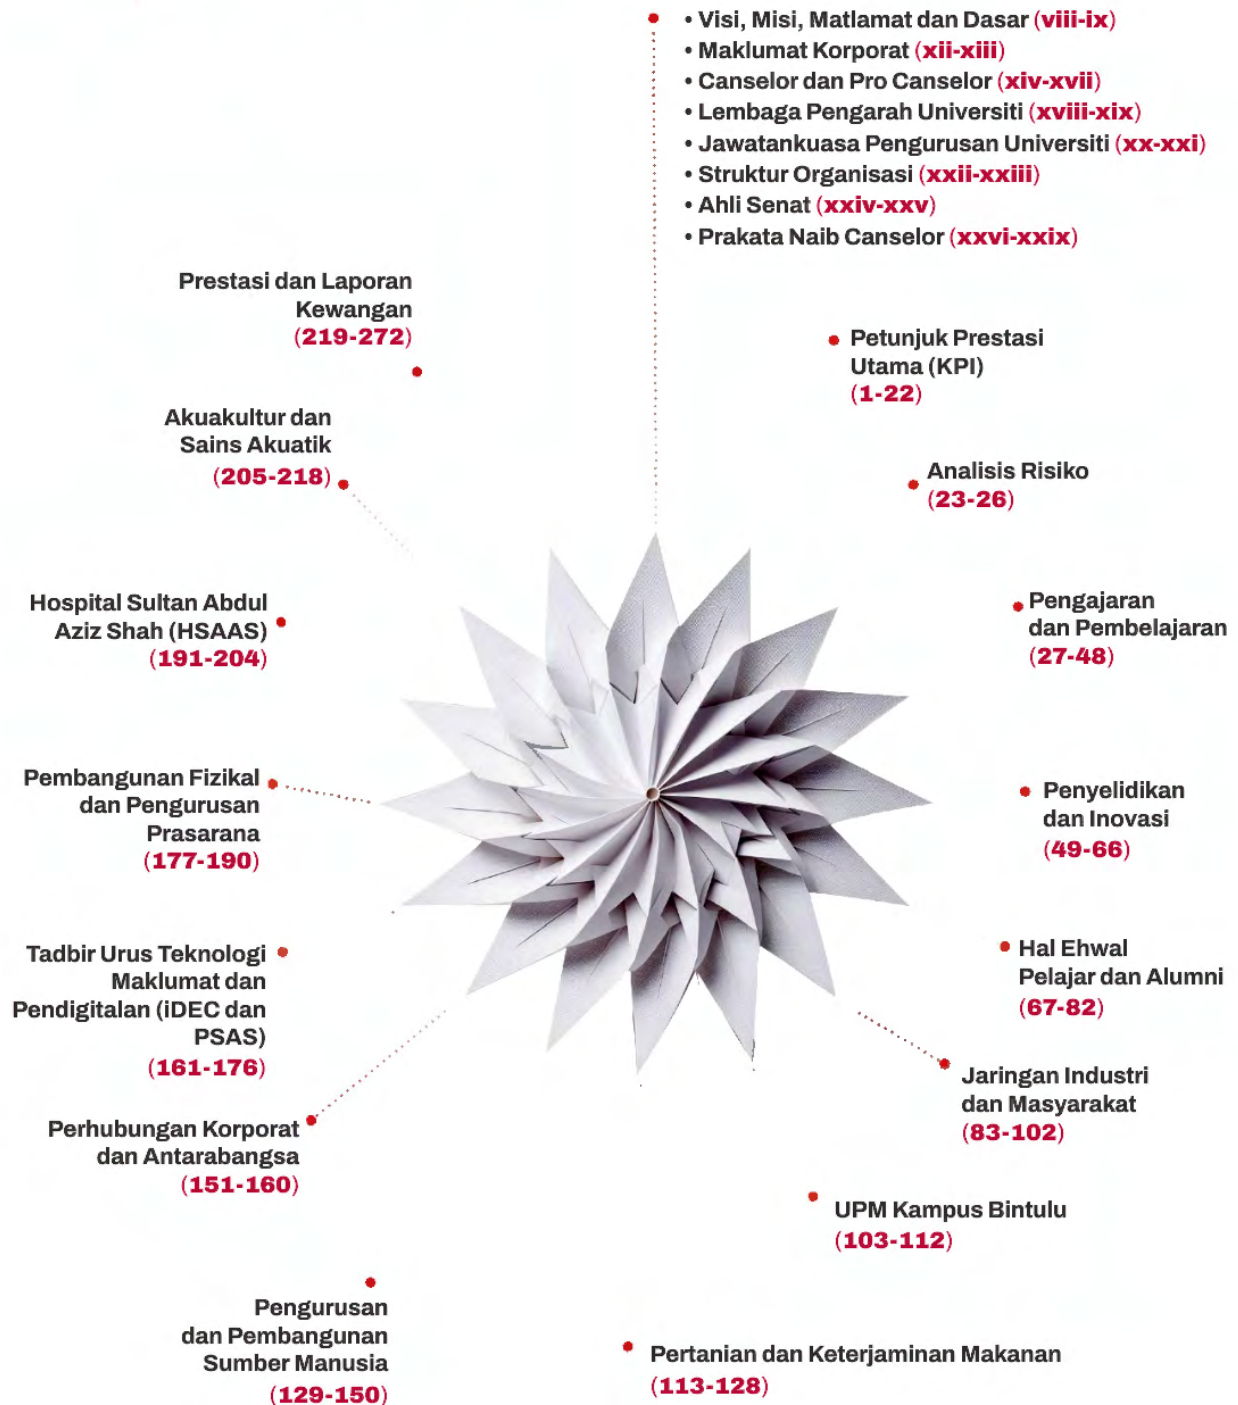 • Visi, Misi, Matlamat dan Dasar (viii-ix)
• Maklumat Korporat (xii-xiii)
• Canselor dan Pro Canselor (xiv-xvii)
• Lembaga Pengarah Universiti (xviii-xix)
• Jawatankuasa Pengurusan Universiti (xx-xxi)
• Struktur Organisasi (xxii-xxiii)
• Ahli Senat (xxiv-xxv)
• Prakata Naib Canselor (xxvi-xxix)
Petunjuk Prestasi
Utama (KPI)
(1-22)
Analisis Risiko
(23-26)
Pengajaran
dan Pembelajaran
(27-48)
Penyelidikan
dan Inovasi
(49-66)
Hal Ehwal
Pelajar dan Alumni
(67-82)
Jaringan Industri
dan Masyarakat
(83-102)
UPM Kampus Bintulu
(103-112)
Pertanian dan Keterjaminan Makanan
(113-128)
Pengurusan
dan Pembangunan
Sumber Manusia
(129-150)
Perhubungan Korporat
dan Antarabangsa
(151-160)
Tadbir Urus Teknologi
Maklumat dan
Pendigitalan (iDEC dan
PSAS)
(161-176)
Pembangunan Fizikal
dan Pengurusan
Prasarana
(177-190)
Hospital Sultan Abdul
Aziz Shah (HSAAS)
(191-204)
Akuakultur dan
Sains Akuatik
(205-218)
Prestasi dan Laporan
Kewangan
(219-272)